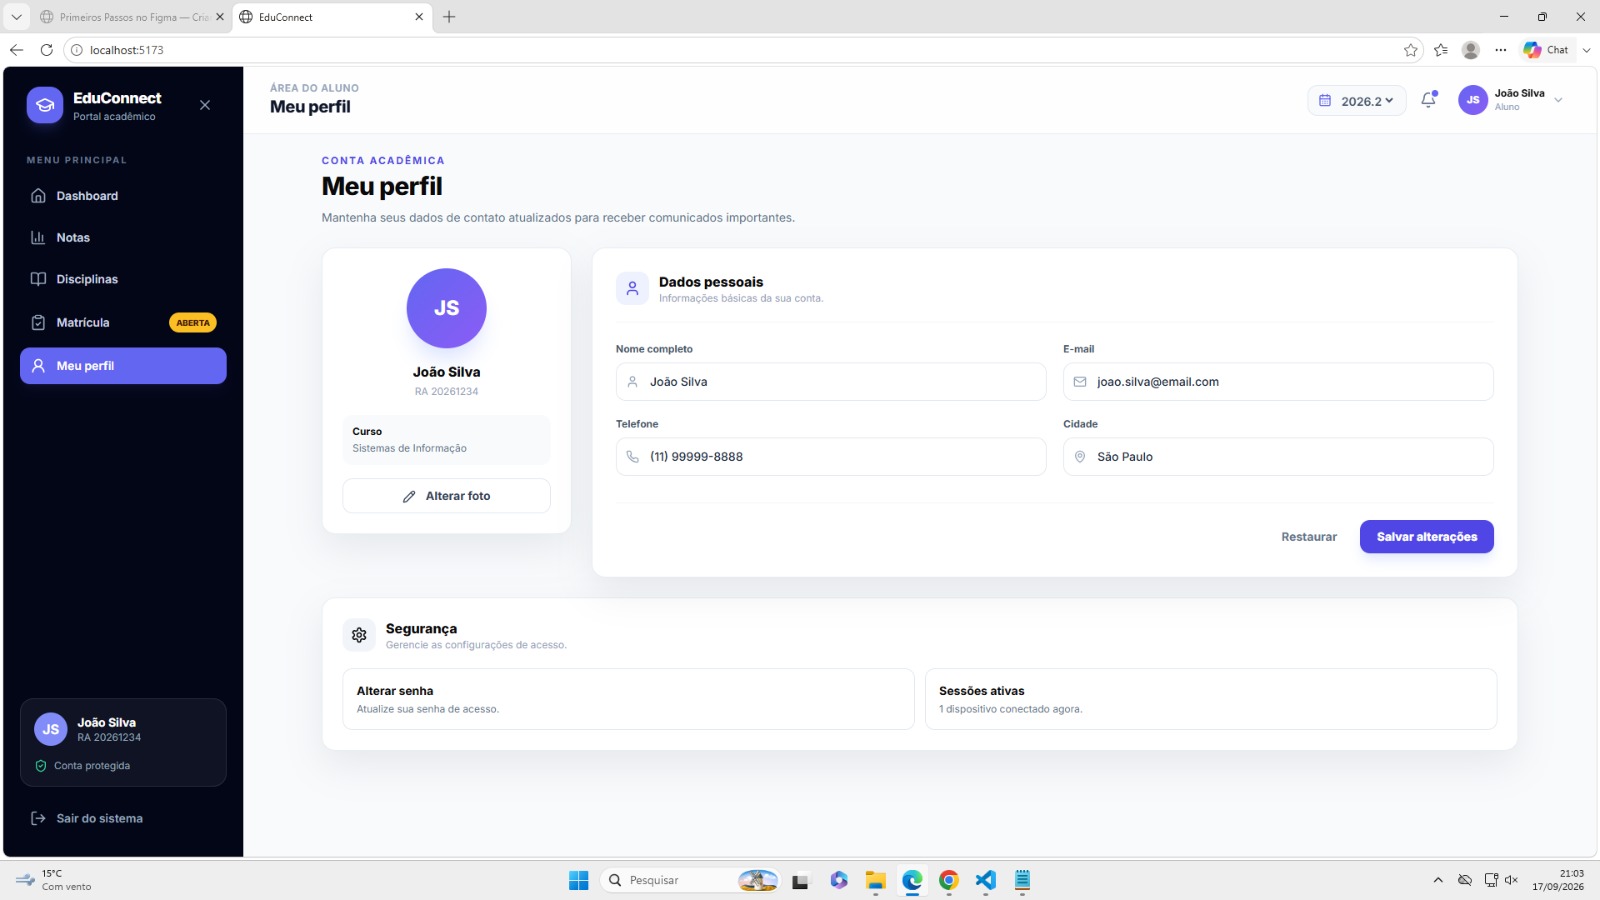 Primeiros Passos no Figma — Cria
EduConnect
localhost:5173
Chat
EduConnect
Portal acadêmico
MENU PRINCIPAL
Dashboard
Notas
Disciplinas
Matrícula
ABERTA
Meu perfil
JS
João Silva
RA 20261234
Conta protegida
Sair do sistema
ÁREA DO ALUNO
Meu perfil
2026.2
JS
João Silva
Aluno
CONTA ACADÊMICA
Meu perfil
Mantenha seus dados de contato atualizados para receber comunicados importantes.
JS
João Silva
RA 20261234
Curso
Sistemas de Informação
Alterar foto
Dados pessoais
Informações básicas da sua conta.
Nome completo
João Silva
E-mail
joao.silva@email.com
Telefone
(11) 99999-8888
Cidade
São Paulo
Restaurar
Salvar alterações
Segurança
Gerencie as configurações de acesso.
Alterar senha
Atualize sua senha de acesso.
Sessões ativas
1 dispositivo conectado agora.
15°C
Com vento
Pesquisar
21:03
17/09/2026